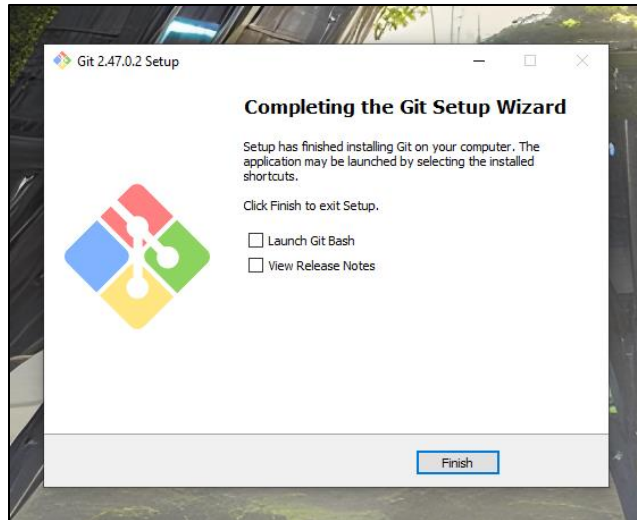 Git 2.47.0.2 Setup
Completing the Git Setup Wizard
Setup has finished installing Git on your computer. The
application may be launched by selecting the installed
shortcuts.
Click Finish to exit Setup.
Launch Git Bash
View Release Notes
Finish